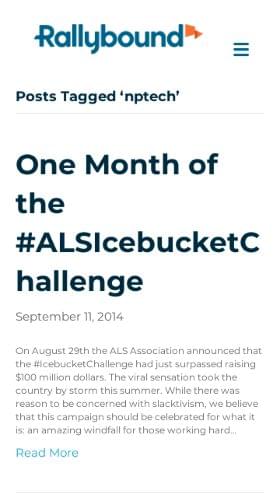 Rallybound
Posts Tagged ‘nptech’
One Month of
the
#ALSIcebucketC
hallenge
September 11, 2014
On August 29th the ALS Association announced that
the #IcebucketChallenge had just surpassed raising
$100 million dollars. The viral sensation took the
country by storm this summer. While there was
reason to be concerned with slacktivism, we believe
that this campaign should be celebrated for what it
is: an amazing windfall for those working hard...
Read More